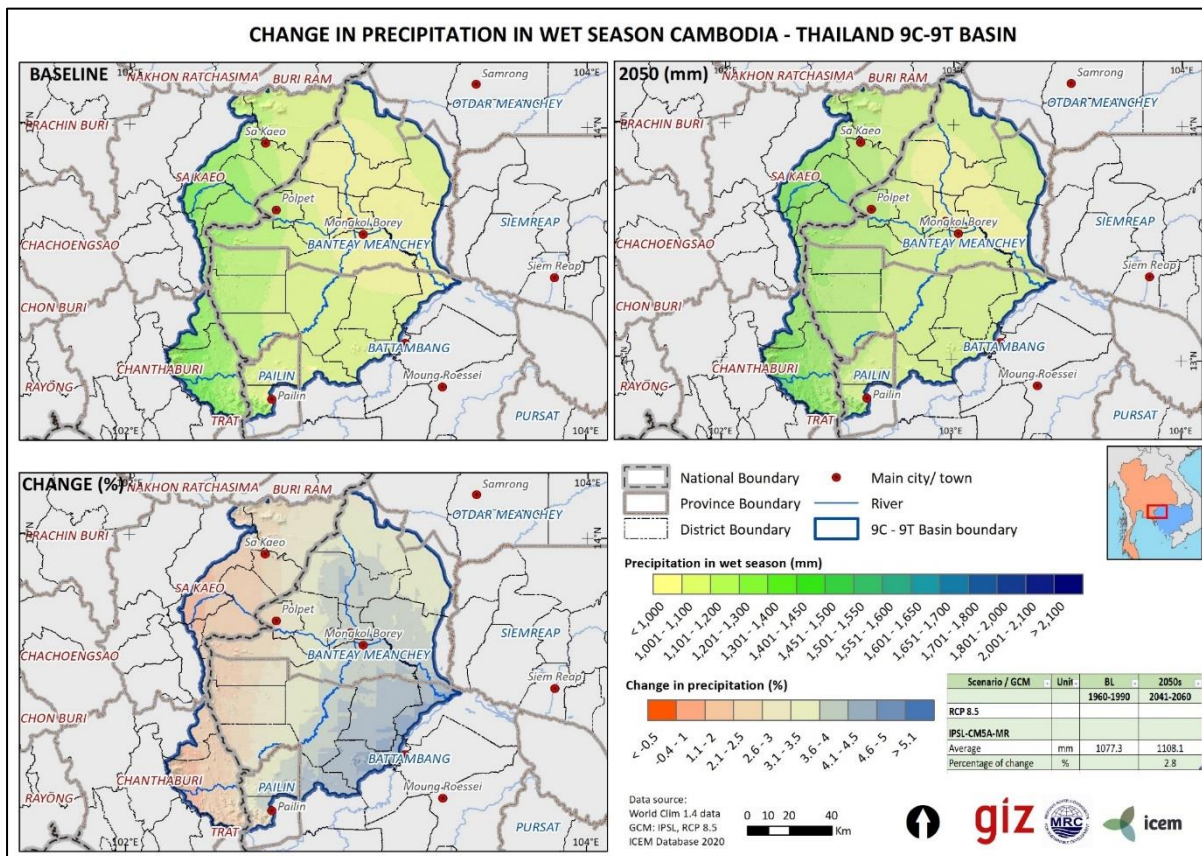 CHANGE IN PRECIPITATION IN WET SEASON CAMBODIA - THAILAND 9C-9T BASIN
BASELINE
NAKHON RATCHASIMA
BURI RAM
Samrong
104°E
OTDAR MEANCHEY
14°N
PRACHIN BURI
Sa Kaeo
SA KAEO
Polpet
SIEMREAP
CHACHOENGSAO
Mongkol Borey
BANTEAY MEANCHEY
Siem Reap
CHON BURI
BATTAMBANG
CHANTHABURI
PAILIN
Moung Roessei
RAYŌNG
Pailin
PURSAT
TRAT
102°E
104°E
2050 (mm)
NAKHON RATCHASIMA
BURI RAM
103°E
Samrong
104°E
OTDAR MEANCHEY
14°N
PRACHIN BURI
Sa Kaeo
SA KAEO
Polpet
SIEMREAP
CHACHOENGSAO
Mongkol Borey
BANTEAY MEANCHEY
Siem Reap
CHON BURI
BATTAMBANG
13°N
CHANTHABURI
PAILIN
Moung Roessei
RAYŌNG
Pailin
PURSAT
TRAT
102°E
103°E
104°E
CHANGE (%)
NAKHON RATCHASIMA
BURI RAM
Samrong
104°E
OTDAR MEANCHEY
14°N
PRACHIN BURI
Sa Kaeo
SA KAEO
Polpet
SIEMREAP
CHACHOENGSAO
Mongkol Borey
BANTEAY MEANCHEY
Siem Reap
CHON BURI
BATTAMBANG
CHANTHABURI
PAILIN
Moung Roessei
RAYŌNG
Pailin
PURSAT
TRAT
102°E
104°E
National Boundary
Main city/ town
Province Boundary
River
District Boundary
9C - 9T Basin boundary
Precipitation in wet season (mm)
< 1,000
1,001 - 1,100
1,101 - 1,200
1,201 - 1,300
1,301 - 1,400
1,401 - 1,450
1,451 - 1,500
1,501 - 1,550
1,551 - 1,600
1,601 - 1,650
1,651 - 1,700
1,701 - 1,800
1,801 - 2,000
2,001 - 2,100
> 2,100
Change in precipitation (%)
< -0.5
-0.4 - 1
1.1 - 2
2.1 - 2.5
2.6 - 3
3.1 - 3.5
3.6 - 4
4.1 - 4.5
4.6 - 5
> 5.1
Scenario / GCM Unit BL 2050s
1960-1990 2041-2060
RCP 8.5
IPSL-CM5A-MR
Average mm 1077.3 1108.1
Percentage of change % 2.8
Data source:
World Clim 1.4 data
GCM: IPSL, RCP 8.5
ICEM Database 2020
0 10 20 40
Km
giz
MRC
icem